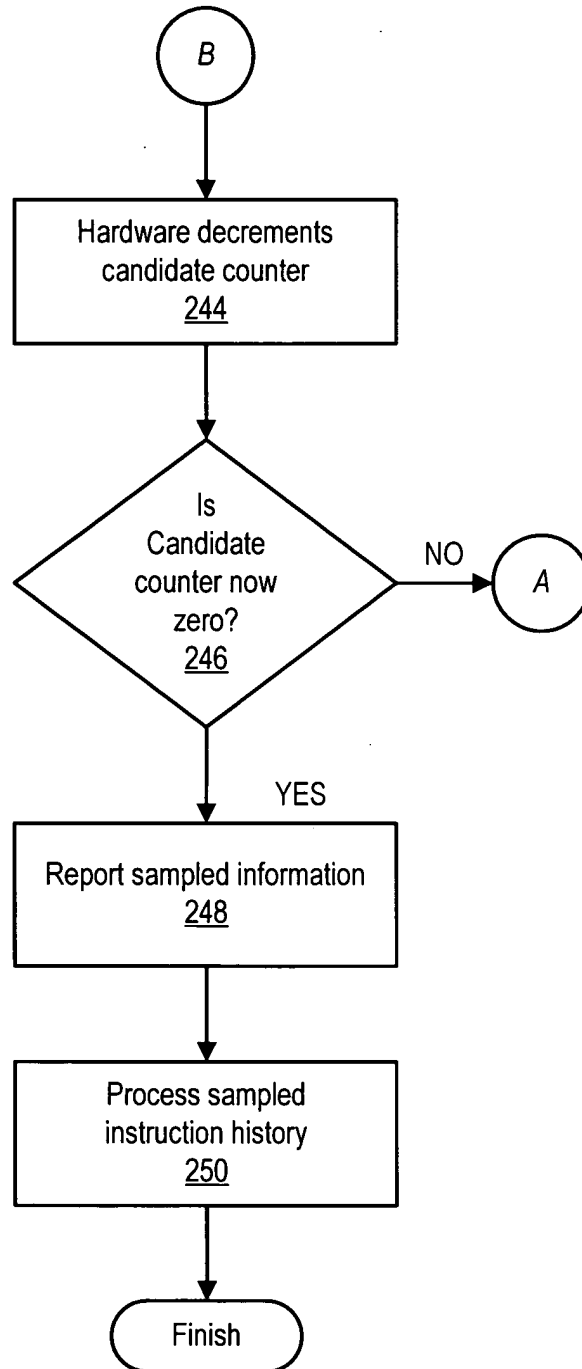 B
Hardware decrements
candidate counter
244
Is
Candidate
counter now
zero?
246
NO
A
YES
Report sampled information
248
Process sampled
instruction history
250
Finish